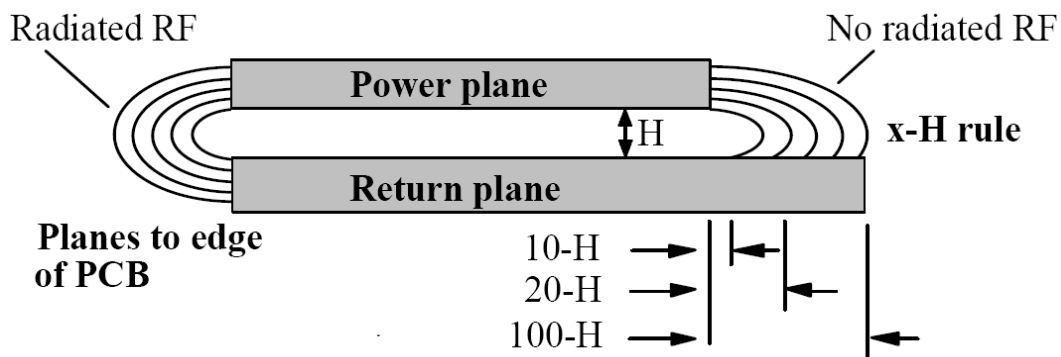 Radiated RF
No radiated RF
Power plane
H
x-H rule
Return plane
Planes to edge
of PCB
10-H
20-H
100-H